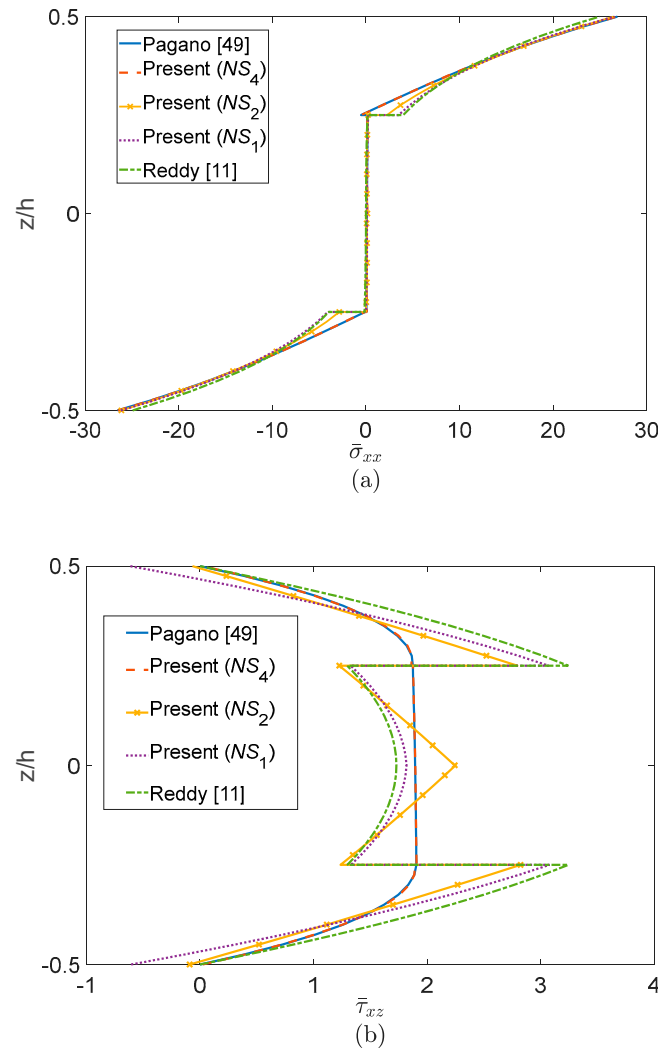 0.5
Pagano [49]
Present (NS4)
Present (NS2)
Present (NS1)
Reddy [11]
z/h
0
-0.5
-30 -20 -10 0 10 20 30
σ̄xx
(a)
0.5
Pagano [49]
Present (NS4)
Present (NS2)
Present (NS1)
Reddy [11]
z/h
0
-0.5
-1 0 1 2 3 4
τ̄xz
(b)